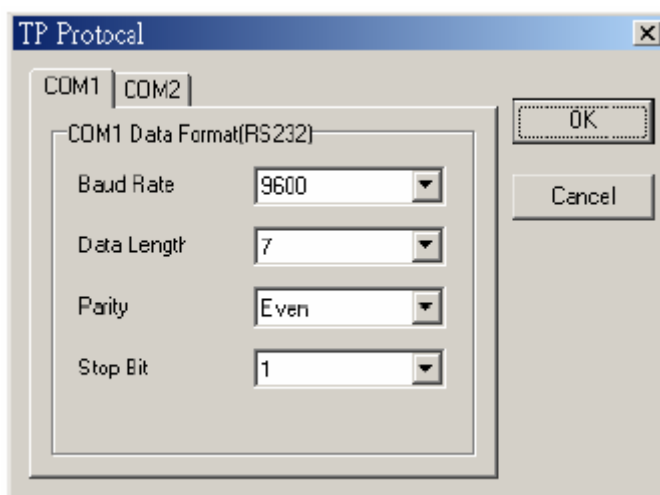 TP Protocal
COM1 COM2
COM1 Data Format(RS232)
Baud Rate 9600
Data Length 7
Parity Even
Stop Bit 1
OK
Cancel